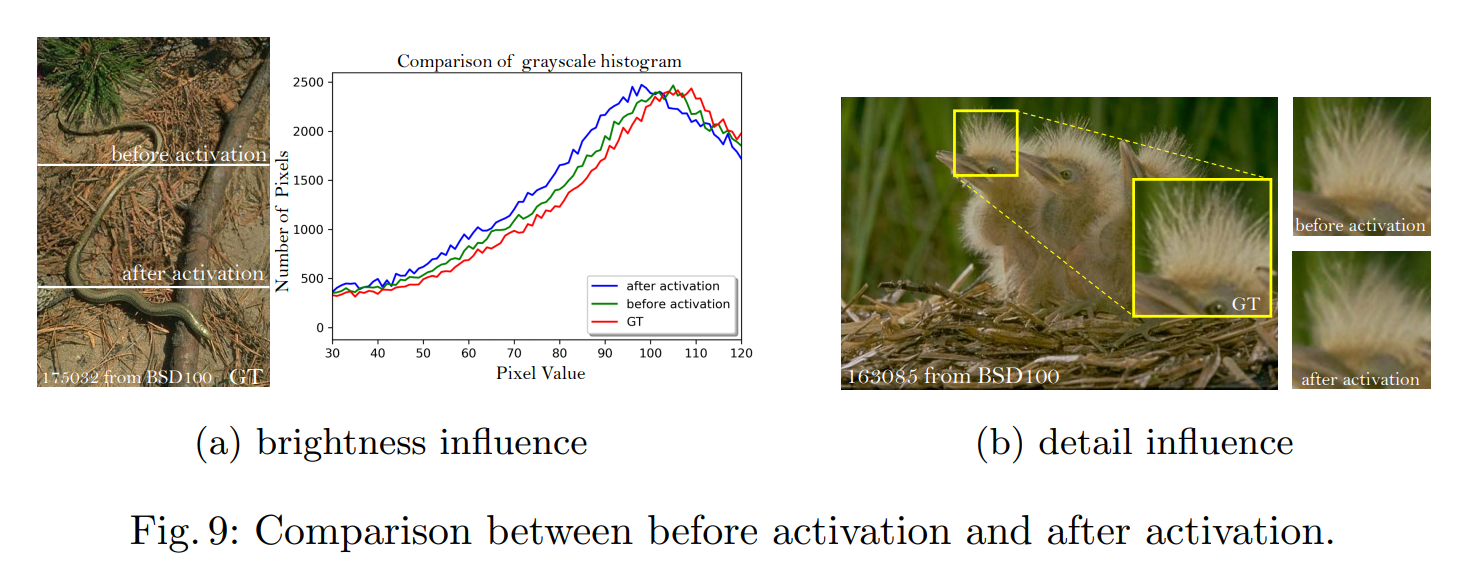 before activation
after activation
175032 from BSD100 GT
Comparison of grayscale histogram
Number of Pixels
2500
2000
1500
1000
500
0
after activation
before activation
GT
30 40 50 60 70 80 90 100 110 120
Pixel Value
(a) brightness influence
GT
163085 from BSD100
before activation
after activation
(b) detail influence
Fig. 9: Comparison between before activation and after activation.